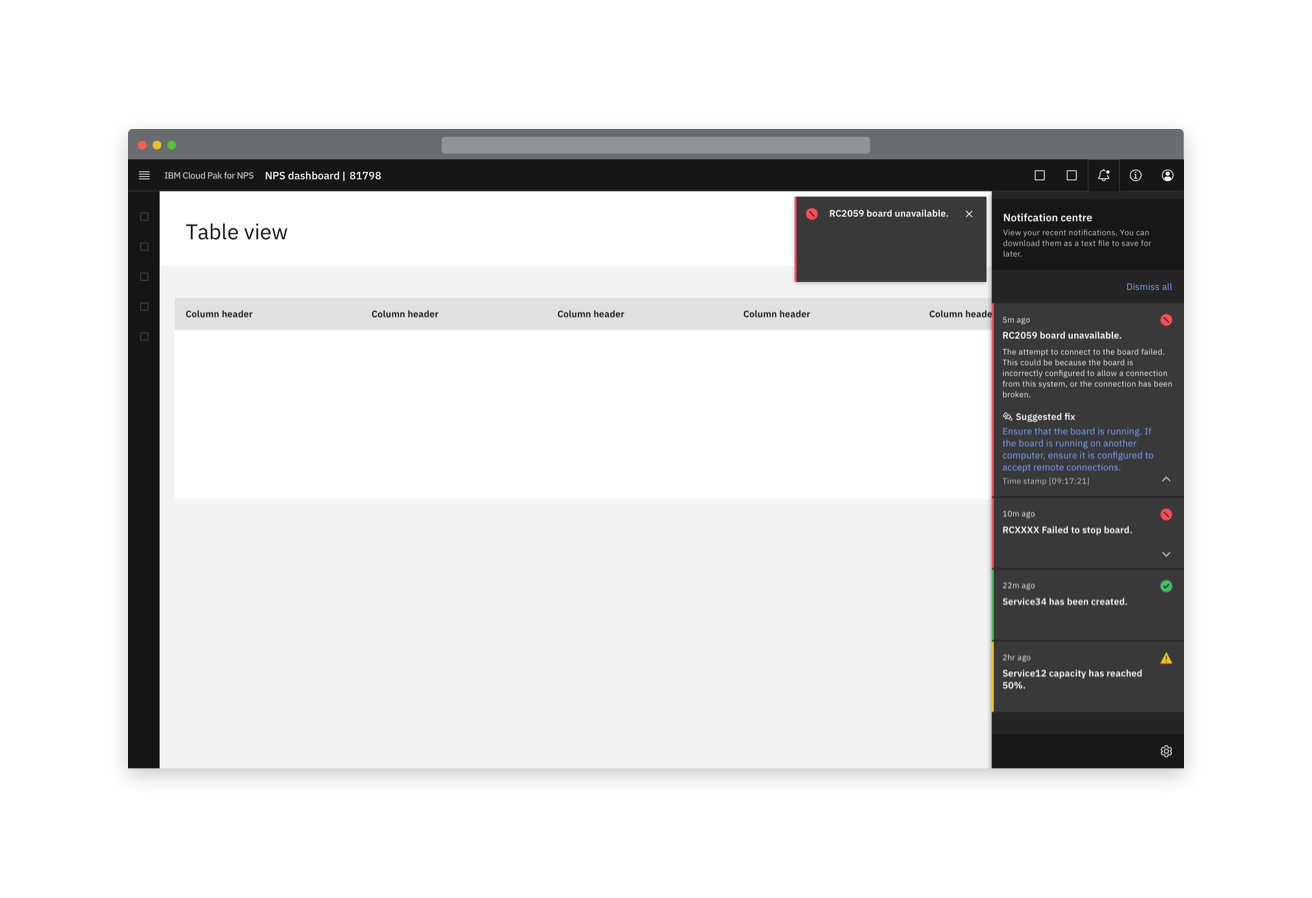 IBM Cloud Pak for NPS NPS dashboard | 81798
Table view
RC2059 board unavailable.
Column header Column header Column header Column header Column heade
Notifcation centre
View your recent notifications. You can
download them as a text file to save for
later.
Dismiss all
5m ago
RC2059 board unavailable.
The attempt to connect to the board failed.
This could be because the board is
incorrectly configured to allow a connection
from this system, or the connection has been
broken.
Suggested fix
Ensure that the board is running. If
the board is running on another
computer, ensure it is configured to
accept remote connections.
Time stamp [09:17:21]
10m ago
RCXXXX Failed to stop board.
22m ago
Service34 has been created.
2hr ago
Service12 capacity has reached
50%.